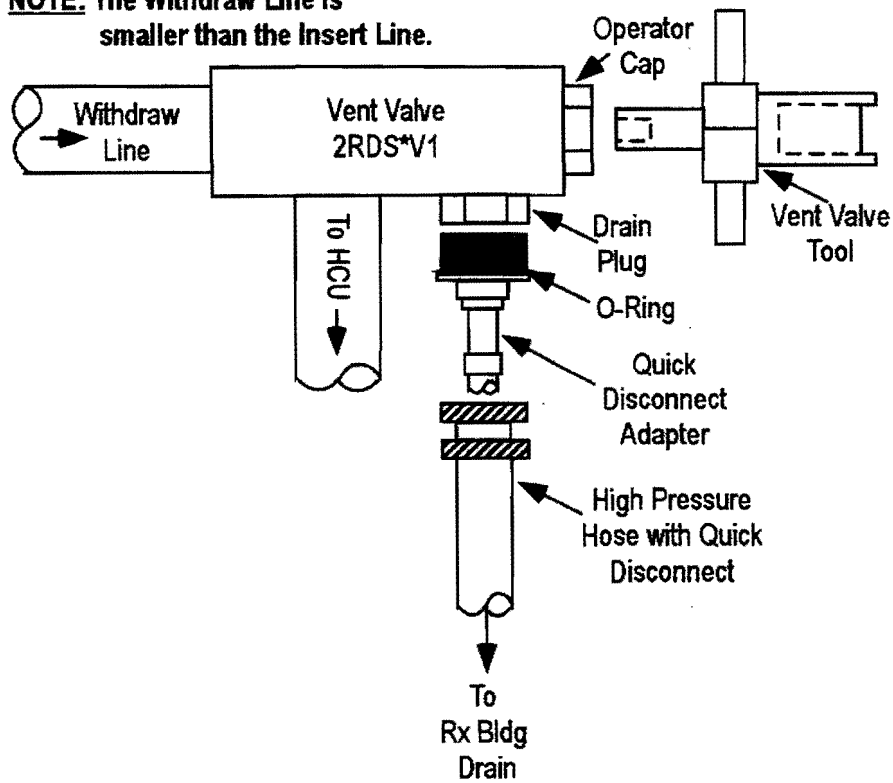 NOTE: The Withdraw Line is
smaller than the Insert Line.
Operator
Cap
Withdraw
Line
Vent Valve
2RDS*V1
Vent Valve
Tool
To HCU
Drain
Plug
O-Ring
Quick
Disconnect
Adapter
High Pressure
Hose with Quick
Disconnect
To
Rx Bldg
Drain